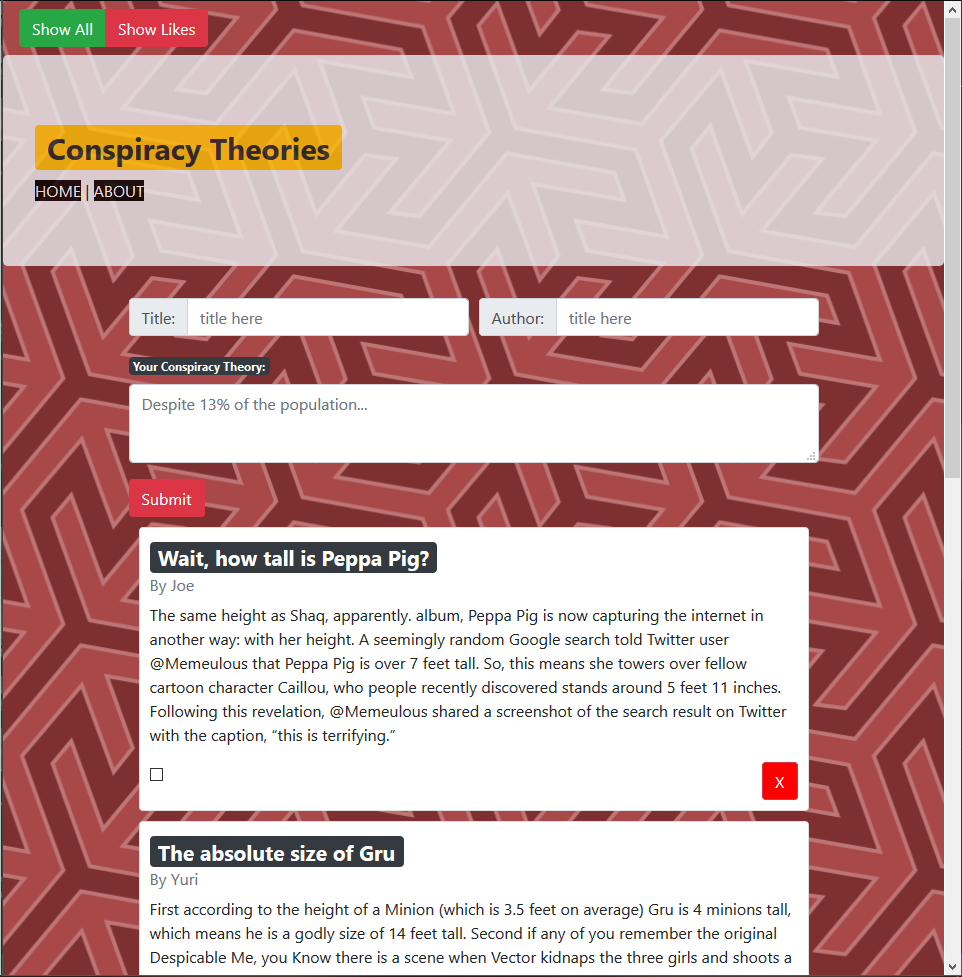 Show All Show Likes
Conspiracy Theories
HOME | ABOUT
Title: title here Author: title here
Your Conspiracy Theory:
Despite 13% of the population...
Submit
Wait, how tall is Peppa Pig?
By Joe
The same height as Shaq, apparently. album, Peppa Pig is now capturing the internet in
another way: with her height. A seemingly random Google search told Twitter user
@Memeulous that Peppa Pig is over 7 feet tall. So, this means she towers over fellow
cartoon character Caillou, who people recently discovered stands around 5 feet 11 inches.
Following this revelation, @Memeulous shared a screenshot of the search result on Twitter
with the caption, “this is terrifying.”
X
The absolute size of Gru
By Yuri
First according to the height of a Minion (which is 3.5 feet on average) Gru is 4 minions tall,
which means he is a godly size of 14 feet tall. Second if any of you remember the original
Despicable Me, you Know there is a scene when Vector kidnaps the three girls and shoots a